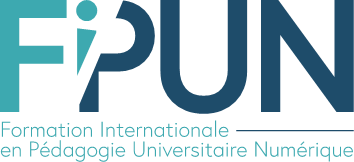 FiPUN
Formation Internationale
en Pédagogie Universitaire Numérique